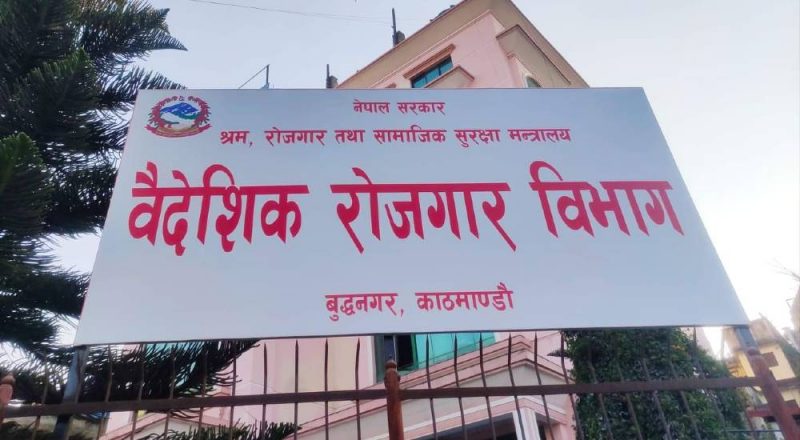 नेपाल सरकार
श्रम, रोजगार तथा सामाजिक सुरक्षा मन्त्रालय
वैदेशिक रोजगार विभाग
बुद्धनगर, काठमाण्डौ